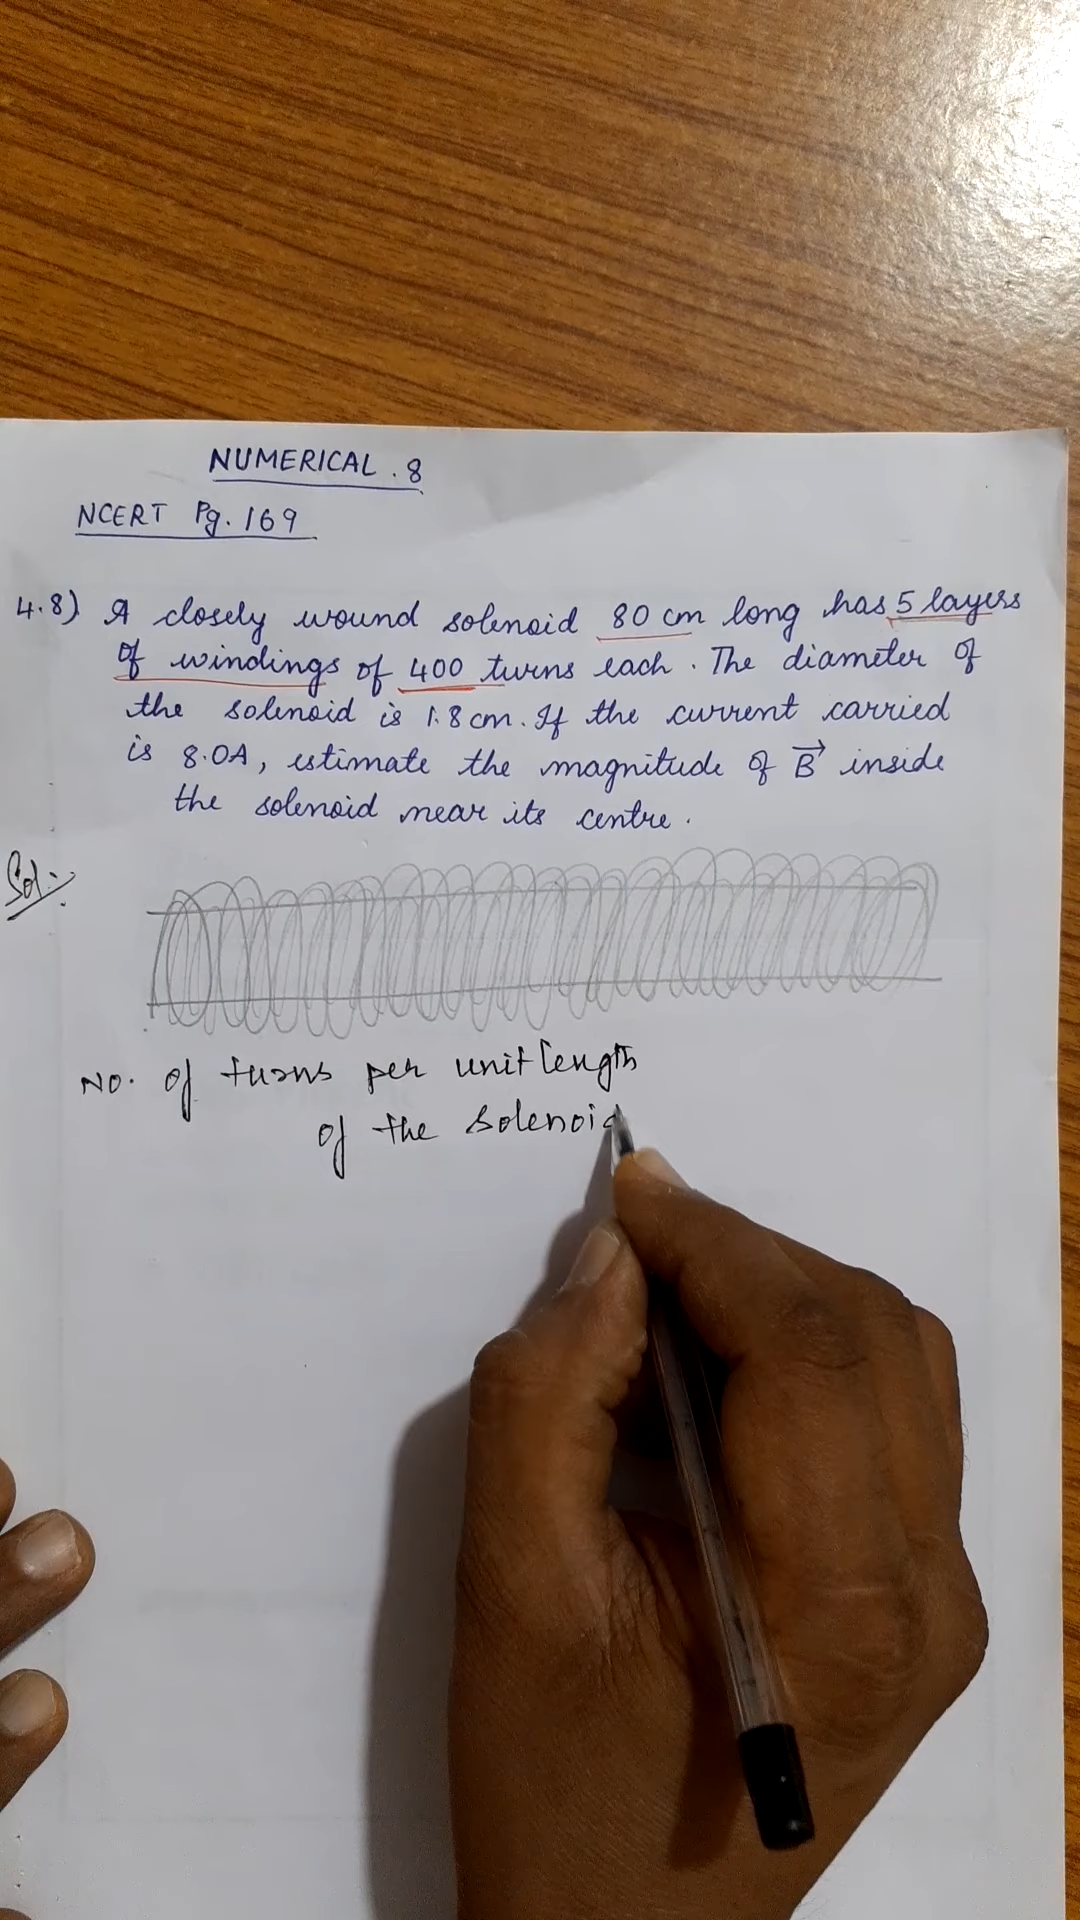 NUMERICAL . 8
NCERT Pg. 169
4.8) A closely wound solenoid 80 cm long has 5 layers
of windings of 400 turns each. The diameter of
the solenoid is 1.8 cm. If the current carried
is 8.0A, estimate the magnitude of B⃗ inside
the solenoid near its centre.
Sol:-
No. of turns per unit length
of the solenoid